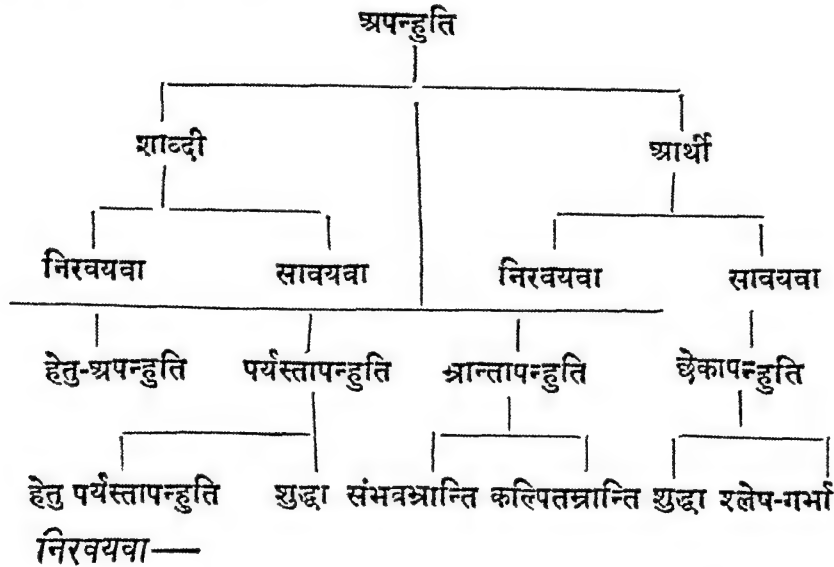 अपन्हुति
शाब्दी आर्थी
निरवयवा सावयवा निरवयवा सावयवा
हेतु-अपन्हुति पर्यस्तापन्हुति भ्रान्तापन्हुति छेकापन्हुति
हेतु पर्यस्तापन्हुति शुद्धा संभवभ्रान्ति कल्पितभ्रान्ति शुद्धा श्लेष-गर्भा
निरवयवा—